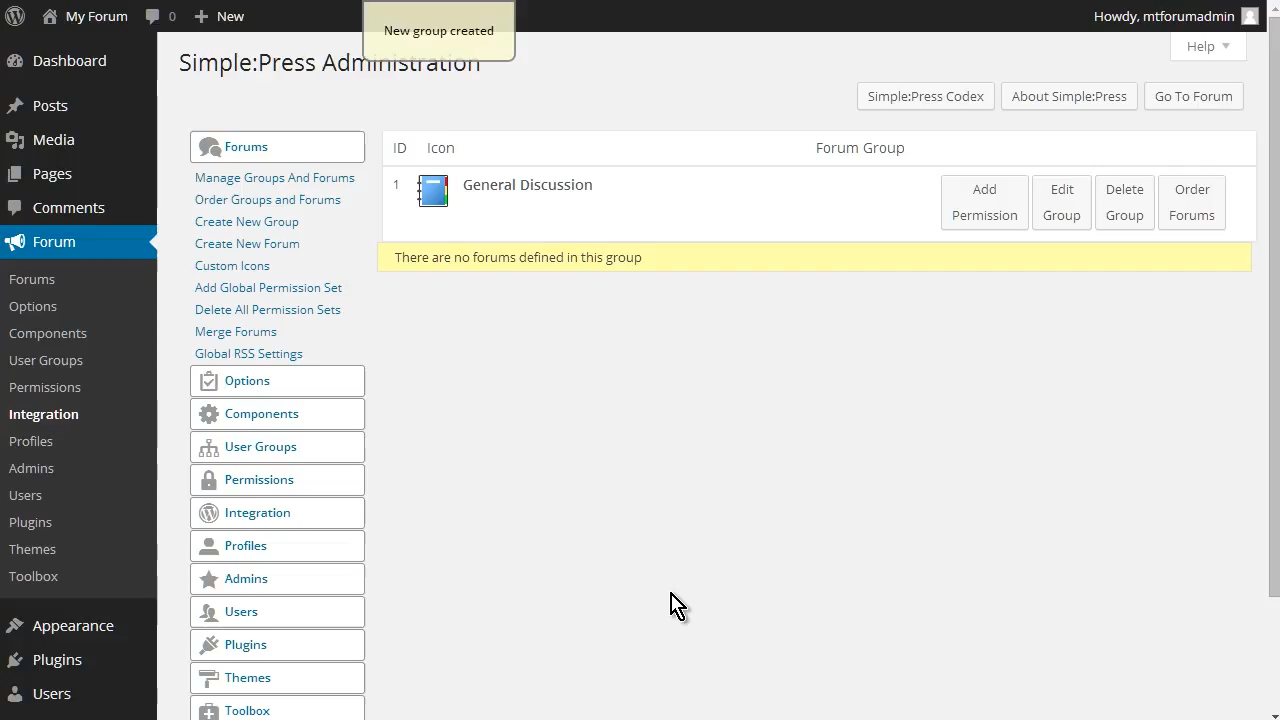 My Forum 0 New Howdy, mtforumadmin
New group created
Simple:Press Administration
Help
Simple:Press Codex About Simple:Press Go To Forum
Dashboard
Posts
Media
Pages
Comments
Forum
Forums
Options
Components
User Groups
Permissions
Integration
Profiles
Admins
Users
Plugins
Themes
Toolbox
Appearance
Plugins
Users
Forums
Manage Groups And Forums
Order Groups and Forums
Create New Group
Create New Forum
Custom Icons
Add Global Permission Set
Delete All Permission Sets
Merge Forums
Global RSS Settings
Options
Components
User Groups
Permissions
Integration
Profiles
Admins
Users
Plugins
Themes
Toolbox
ID Icon Forum Group
1 General Discussion
Add Permission
Edit Group
Delete Group
Order Forums
There are no forums defined in this group